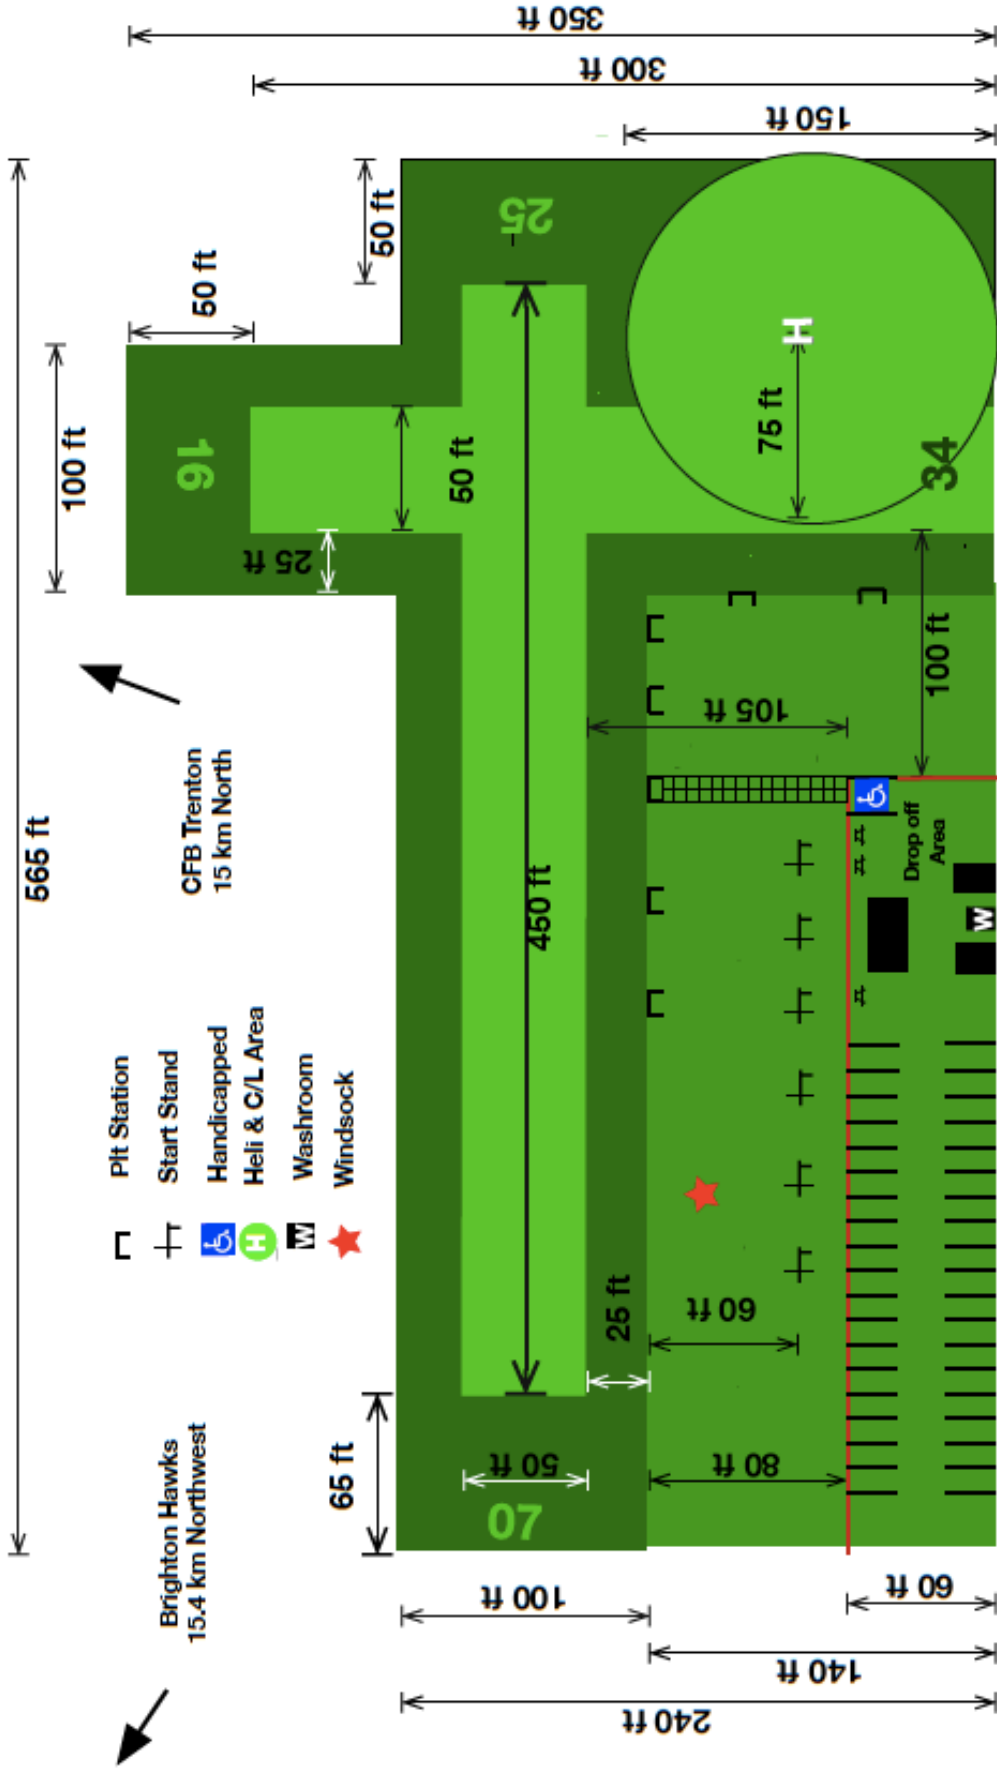 350 ft
300 ft
150 ft
565 ft
50 ft
50 ft
100 ft
25
16
50 ft
25 ft
H
75 ft
34
100 ft
105 ft
CFB Trenton
15 km North
450 ft
Drop off
Area
W
Plt Station
Start Stand
Handicapped
Heli & C/L Area
Washroom
Windsock
H
W
25 ft
60 ft
65 ft
50 ft
80 ft
07
Brighton Hawks
15.4 km Northwest
100 ft
60 ft
140 ft
240 ft